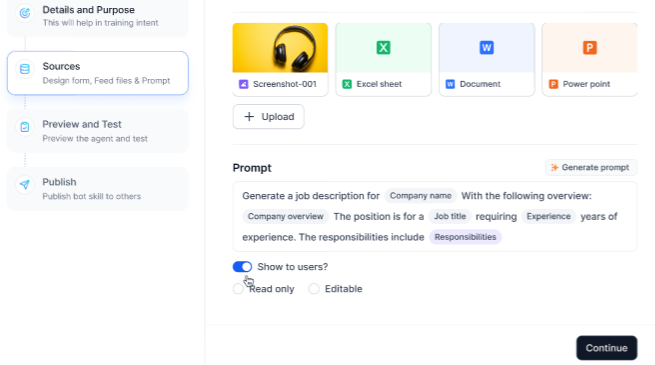 Details and Purpose
This will help in training intent
Sources
Design form, Feed files & Prompt
Preview and Test
Preview the agent and test
Publish
Publish bot skill to others
X
W
P
Screenshot-001
X Excel sheet
W Document
P Power point
+ Upload
Prompt
Generate prompt
Generate a job description for Company name With the following overview:
Company overview The position is for a Job title requiring Experience years of
experience. The responsibilities include Responsibilities
Show to users?
Read only
Editable
Continue